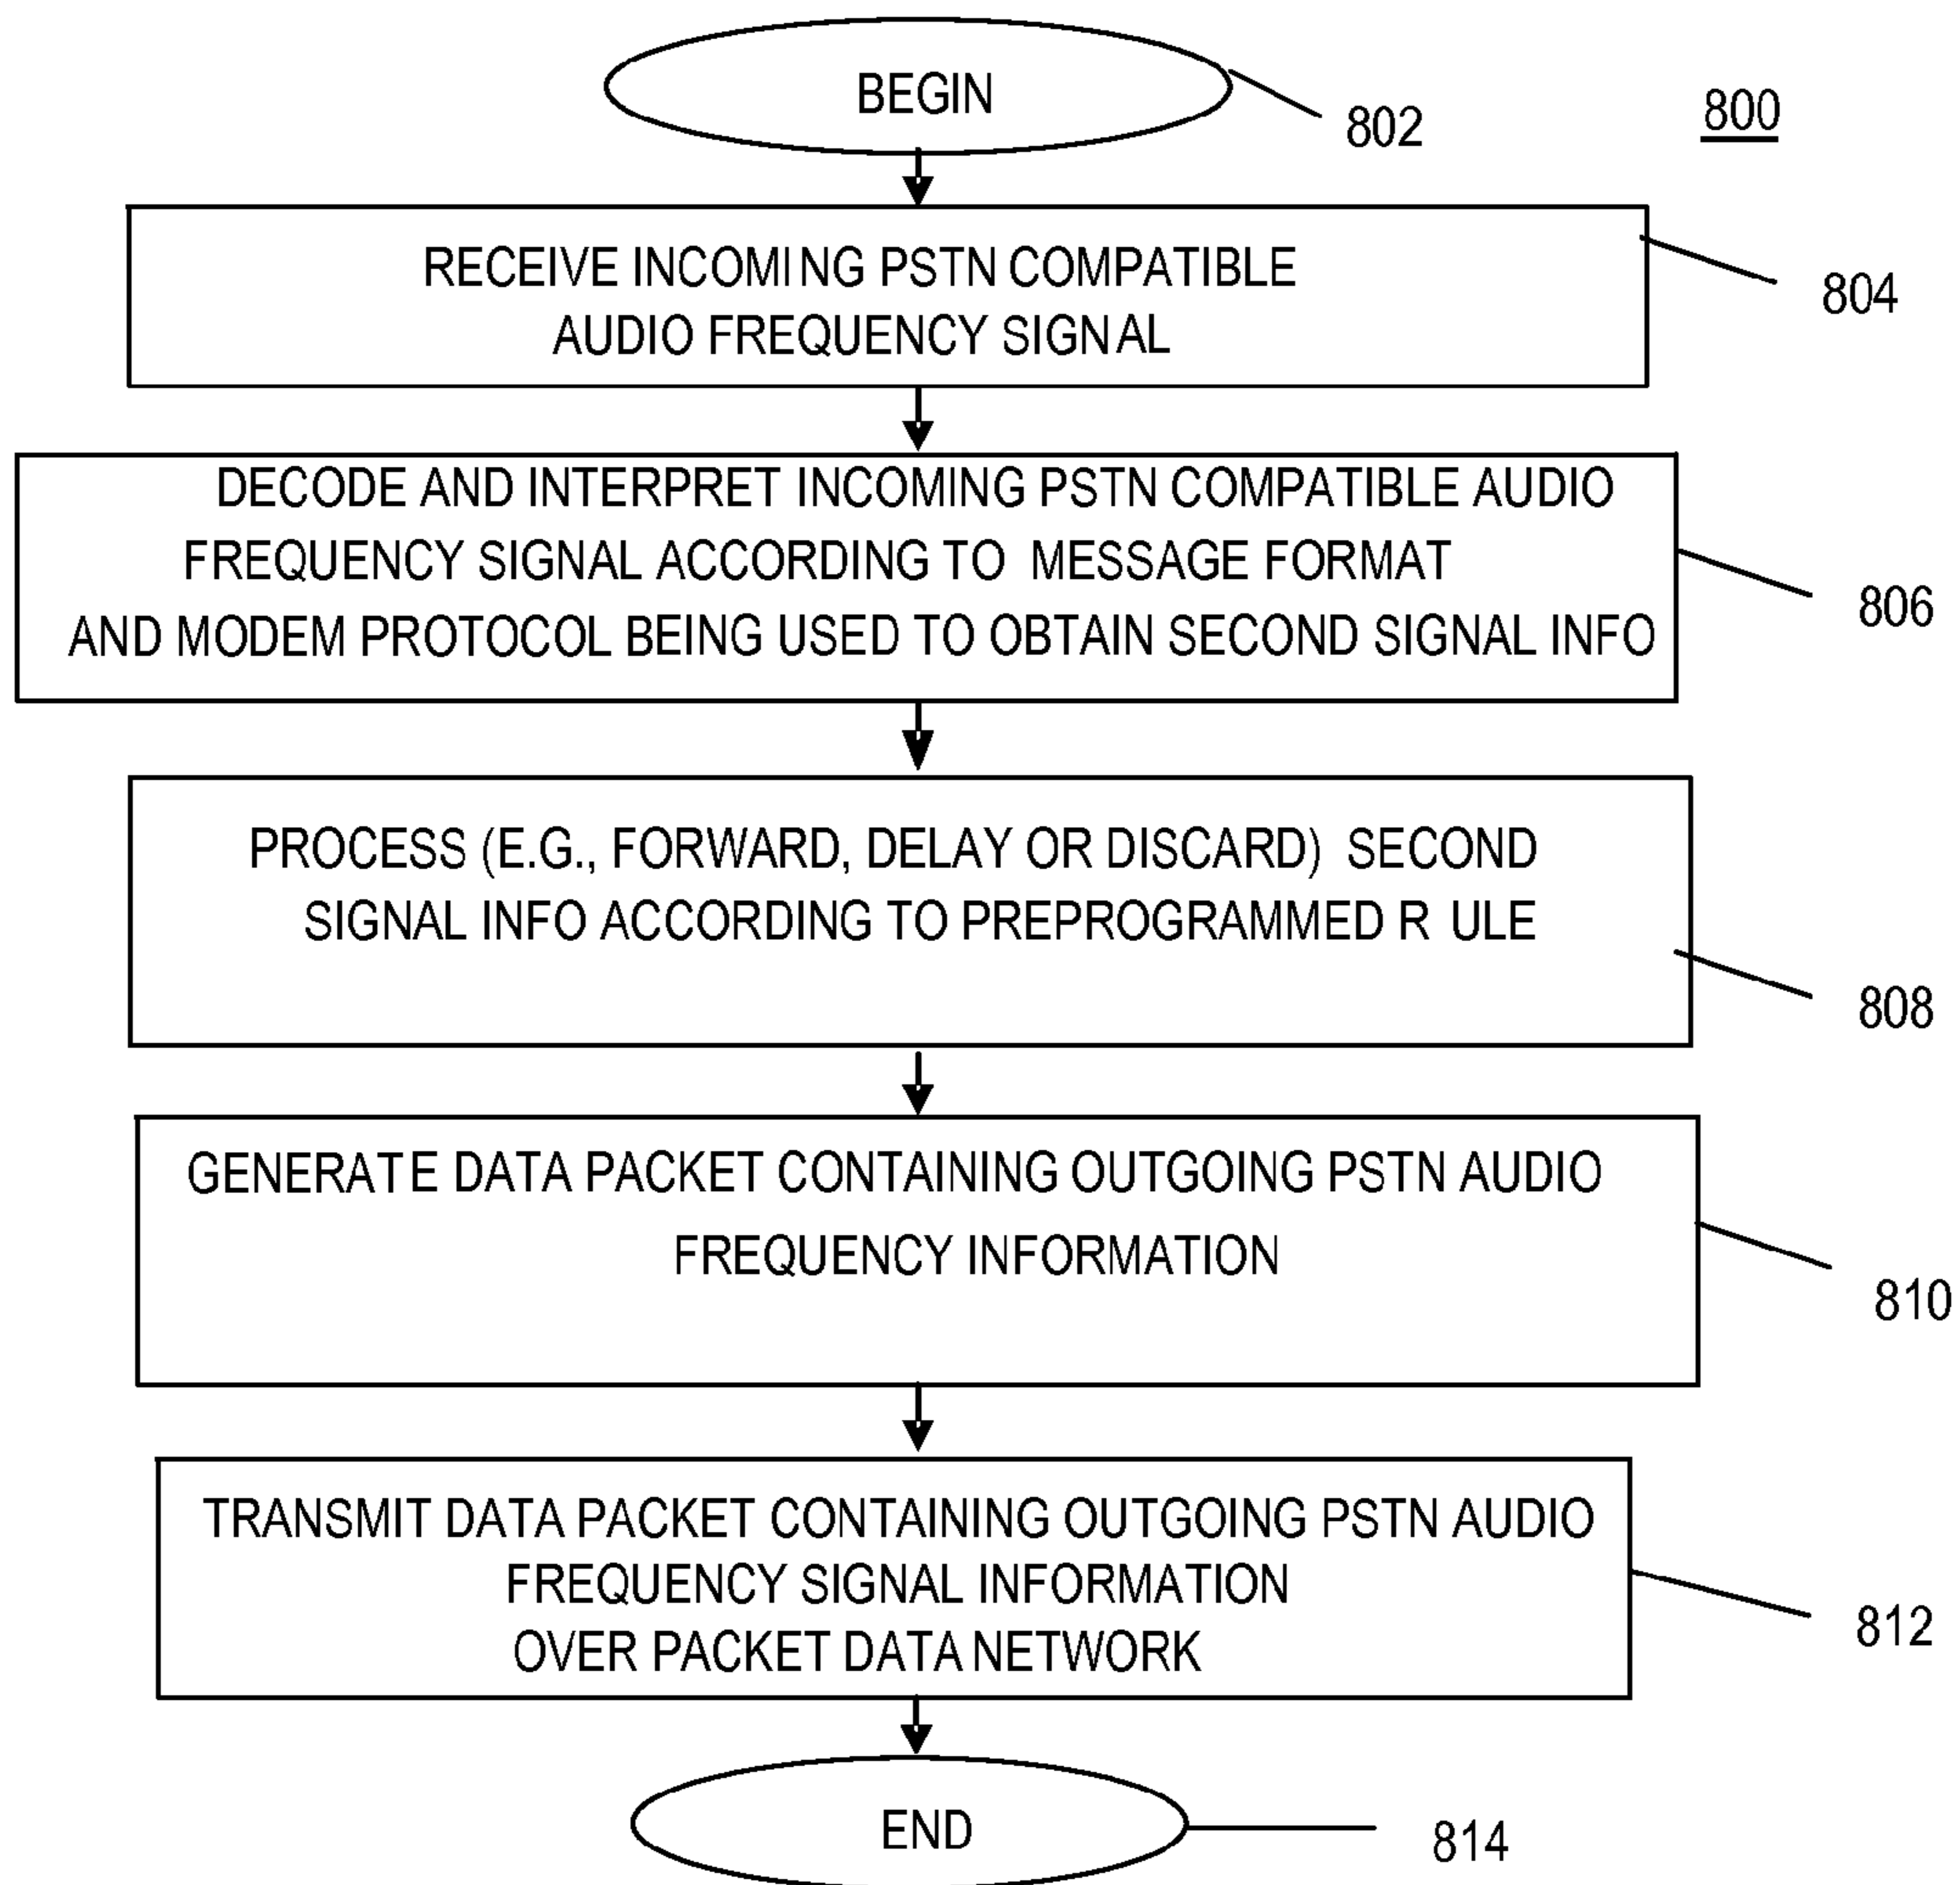 BEGIN
802
800
RECEIVE INCOMING PSTN COMPATIBLE
AUDIO FREQUENCY SIGNAL
804
DECODE AND INTERPRET INCOMING PSTN COMPATIBLE AUDIO
FREQUENCY SIGNAL ACCORDING TO MESSAGE FORMAT
AND MODEM PROTOCOL BEING USED TO OBTAIN SECOND SIGNAL INFO
806
PROCESS (E.G., FORWARD, DELAY OR DISCARD) SECOND
SIGNAL INFO ACCORDING TO PREPROGRAMMED R ULE
808
GENERATE DATA PACKET CONTAINING OUTGOING PSTN AUDIO
FREQUENCY INFORMATION
810
TRANSMIT DATA PACKET CONTAINING OUTGOING PSTN AUDIO
FREQUENCY SIGNAL INFORMATION
OVER PACKET DATA NETWORK
812
END
814